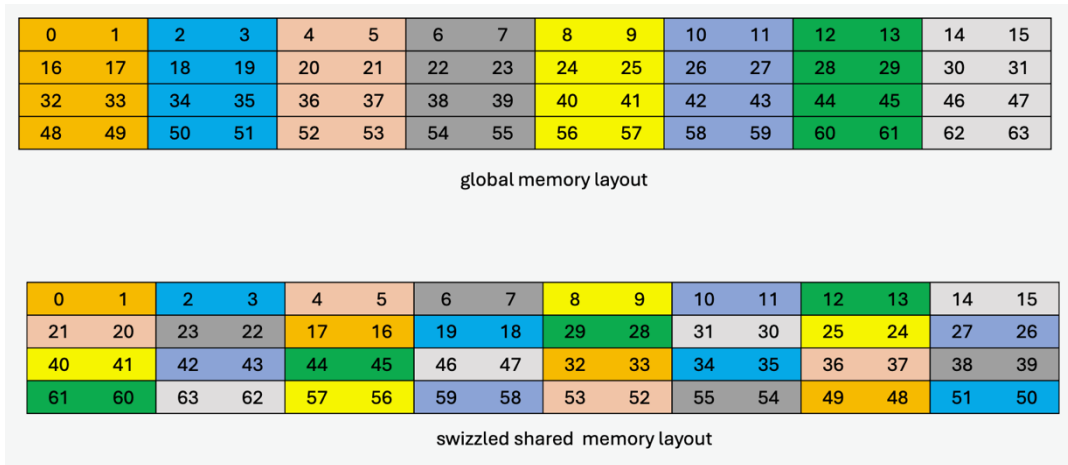 0 1 2 3 4 5 6 7 8 9 10 11 12 13 14 15
16 17 18 19 20 21 22 23 24 25 26 27 28 29 30 31
32 33 34 35 36 37 38 39 40 41 42 43 44 45 46 47
48 49 50 51 52 53 54 55 56 57 58 59 60 61 62 63
global memory layout
0 1 2 3 4 5 6 7 8 9 10 11 12 13 14 15
21 20 23 22 17 16 19 18 29 28 31 30 25 24 27 26
40 41 42 43 44 45 46 47 32 33 34 35 36 37 38 39
61 60 63 62 57 56 59 58 53 52 55 54 49 48 51 50
swizzled shared memory layout